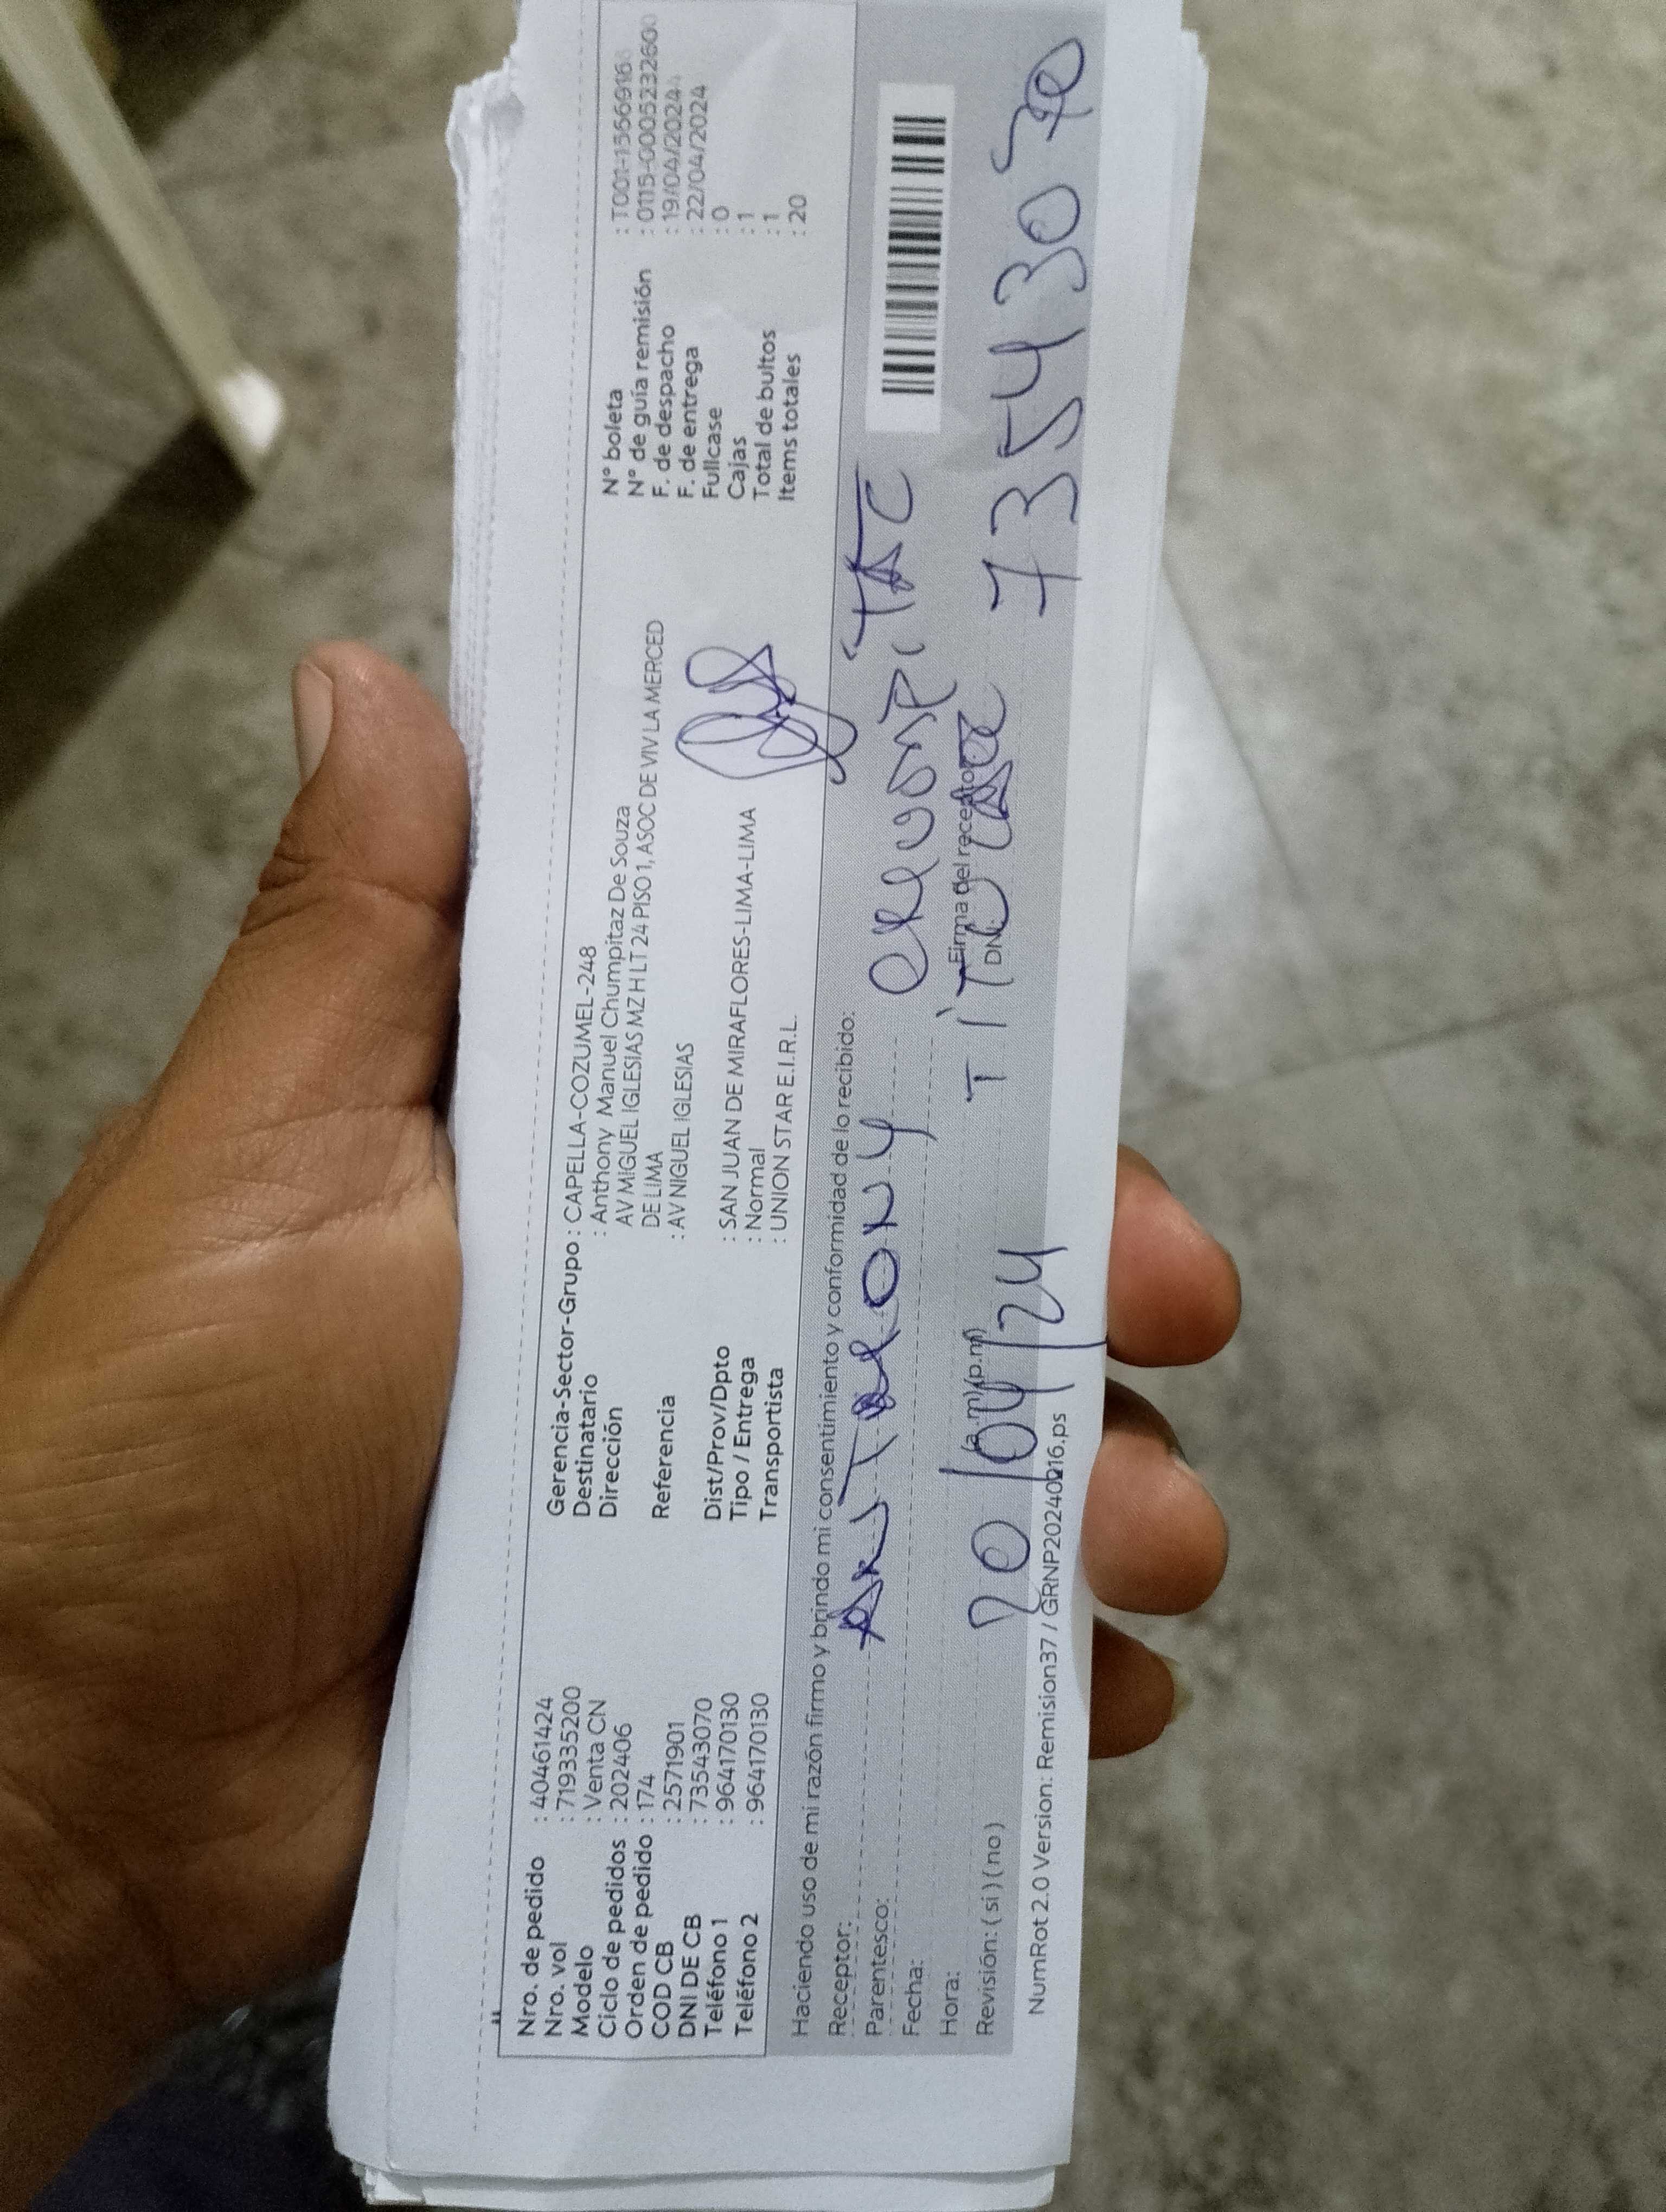 Nro. de pedido : 40461424
Nro. vol : 719335200
Modelo : Venta CN
Ciclo de pedidos : 202406
Orden de pedido : 174
COD CB : 2571901
DNI DE CB : 73543070
Teléfono 1 : 964170130
Teléfono 2 : 964170130
Gerencia-Sector-Grupo : CAPELLA-COZUMEL-248
Destinatario : Anthony Manuel Chumpitaz De Souza
Dirección AV MIGUEL IGLESIAS MZ H LT 24 PISO 1, ASOC DE VIV LA MERCED
DE LIMA
Referencia : AV NIGUEL IGLESIAS
Dist/Prov/Dpto : SAN JUAN DE MIRAFLORES-LIMA-LIMA
Tipo / Entrega : Normal
Transportista : UNION STAR E.I.R.L.
N° boleta : T001-1566916
N° de guía remisión : 0115-0005232600
F. de despacho : 19/04/2024
F. de entrega : 22/04/2024
Fullcase : 0
Cajas : 1
Total de bultos : 1
Items totales : 20
Haciendo uso de mi razón firmo y brindo mi consentimiento y conformidad de lo recibido:
Receptor:
Parentesco:
Fecha:
Hora: (a.m) (p.m)
Revisión: ( si ) ( no )
20/04/24
TITULAR
Firma del receptor
DNI:
73543070
NumRot 2.0 Version: Remision37 / GRNP20240216.ps